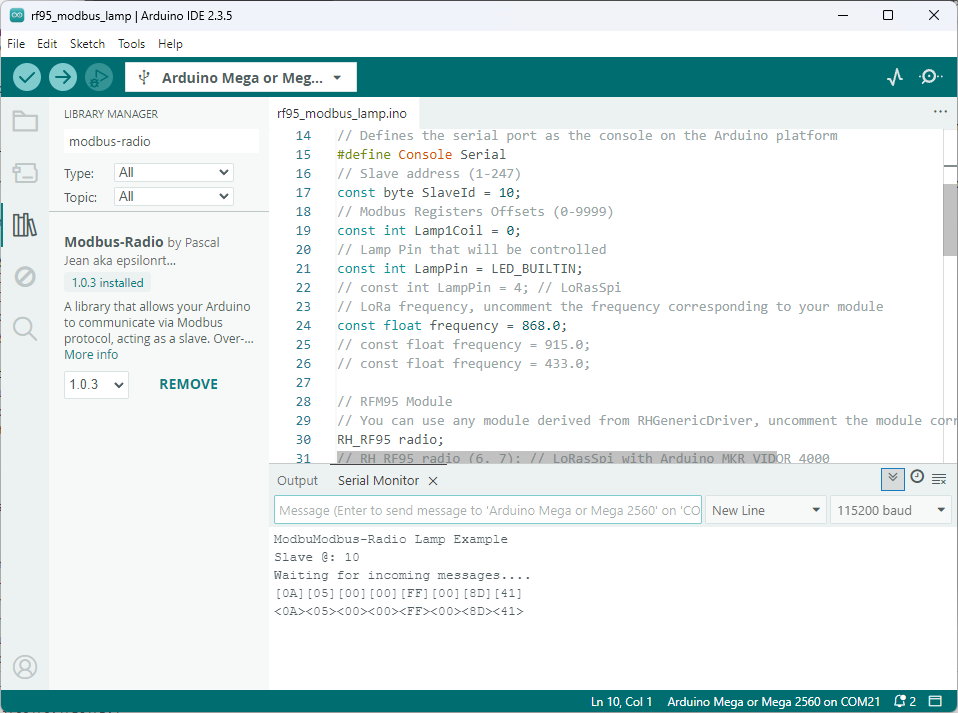 rf95_modbus_lamp | Arduino IDE 2.3.5
File Edit Sketch Tools Help
Arduino Mega or Meg...
LIBRARY MANAGER
modbus-radio
Type: All
Topic: All
Modbus-Radio by Pascal
Jean aka epsilonrt...
1.0.3 installed
A library that allows your Arduino
to communicate via Modbus
protocol, acting as a slave. Over-...
More info
1.0.3 REMOVE
rf95_modbus_lamp.ino
14 // Defines the serial port as the console on the Arduino platform
15 #define Console Serial
16 // Slave address (1-247)
17 const byte SlaveId = 10;
18 // Modbus Registers Offsets (0-9999)
19 const int Lamp1Coil = 0;
20 // Lamp Pin that will be controlled
21 const int LampPin = LED_BUILTIN;
22 // const int LampPin = 4; // LoRasSpi
23 // LoRa frequency, uncomment the frequency corresponding to your module
24 const float frequency = 868.0;
25 // const float frequency = 915.0;
26 // const float frequency = 433.0;
27
28 // RFM95 Module
29 // You can use any module derived from RHGenericDriver, uncomment the module corr
30 RH_RF95 radio;
31 // RH_RF95 radio (6, 7); // LoRasSpi with Arduino MKR VIDOR 4000
Output Serial Monitor
Message (Enter to send message to 'Arduino Mega or Mega 2560' on 'CO
New Line
115200 baud
ModbuModbus-Radio Lamp Example
Slave @: 10
Waiting for incoming messages....
[0A][05][00][00][FF][00][8D][41]
<0A><05><00><00><FF><00><8D><41>
Ln 10, Col 1 Arduino Mega or Mega 2560 on COM21 2